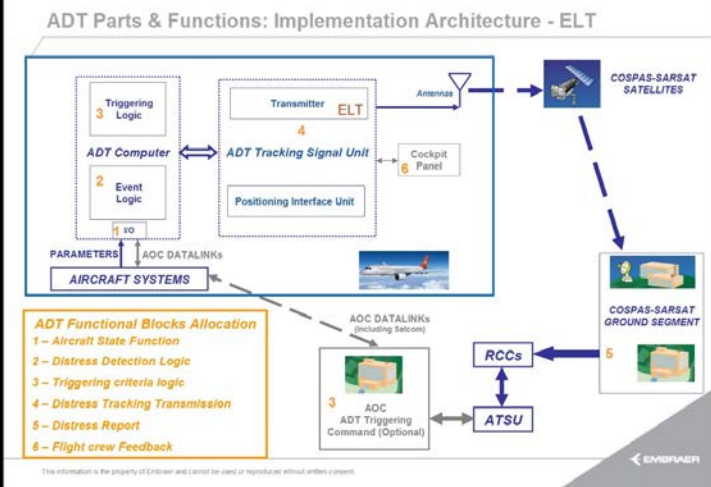 ADT Parts & Functions: Implementation Architecture - ELT
3
Triggering
Logic
ADT Computer
2
Event
Logic
1
I/O
PARAMETERS
AOC DATALINKS
AIRCRAFT SYSTEMS
Transmitter
ELT
4
ADT Tracking Signal Unit
Positioning Interface Unit
Antennas
Cockpit
Panel
6
COSPAS-SARSAT
SATELLITES
COSPAS-SARSAT
GROUND SEGMENT
5
RCCs
ATSU
AOC DATALINKs
(Including Satcom)
3
AOC
ADT Triggering
Command (Optional)
ADT Functional Blocks Allocation
1 – Aircraft State Function
2 – Distress Detection Logic
3 – Triggering criteria logic
4 – Distress Tracking Transmission
5 – Distress Report
6 – Flight crew Feedback
This information is the property of Embraer and cannot be used or reproduced without written consent
EMBRAER